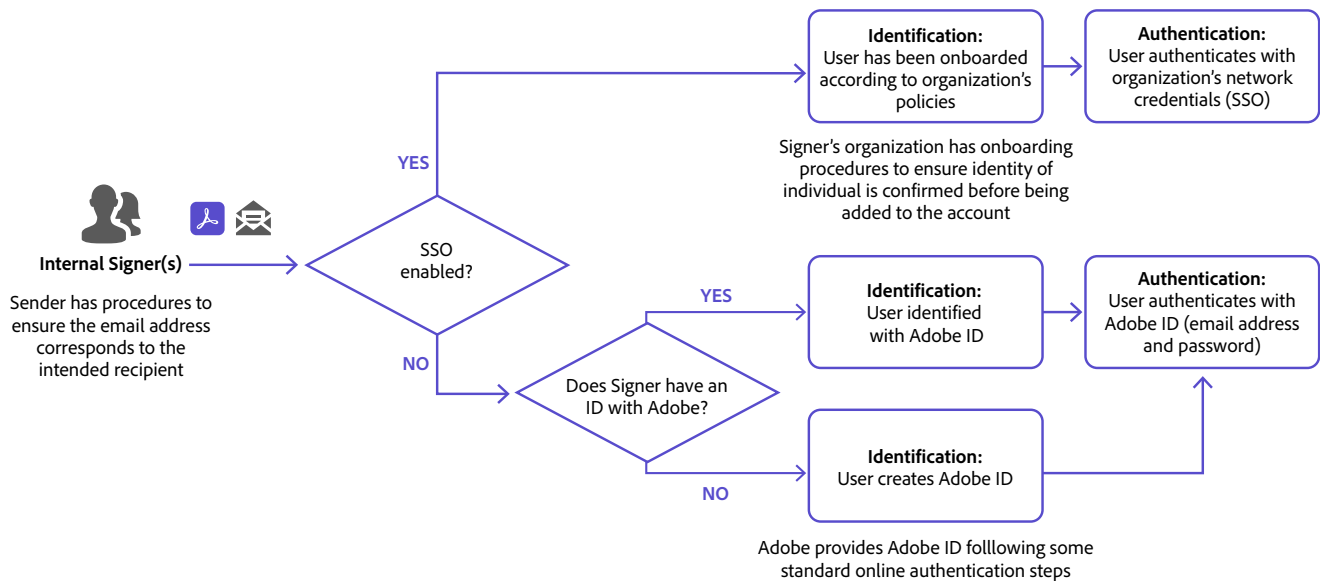 Identification:
User has been onboarded
according to organization's
policies
Authentication:
User authenticates with
organization's network
credentials (SSO)
Signer's organization has onboarding
procedures to ensure identity of
individual is confirmed before being
added to the account
YES
Internal Signer(s)
Sender has procedures to
ensure the email address
corresponds to the
intended recipient
SSO
enabled?
NO
YES
Does Signer have an
ID with Adobe?
NO
Identification:
User identified
with Adobe ID
Authentication:
User authenticates with
Adobe ID (email address
and password)
Identification:
User creates Adobe ID
Adobe provides Adobe ID folllowing some
standard online authentication steps